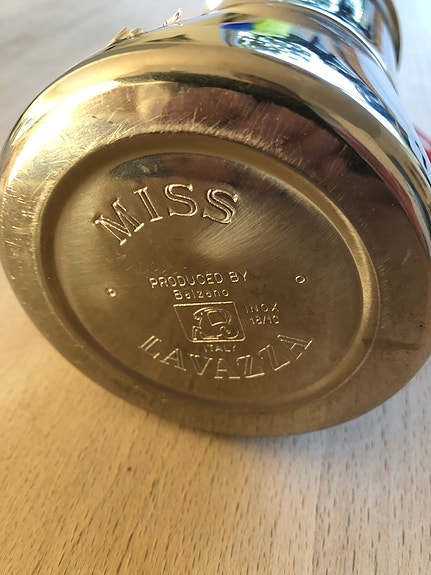 MISS
PRODUCED BY
Balzano
INOX
18/10
ITALY
LAVAZZA